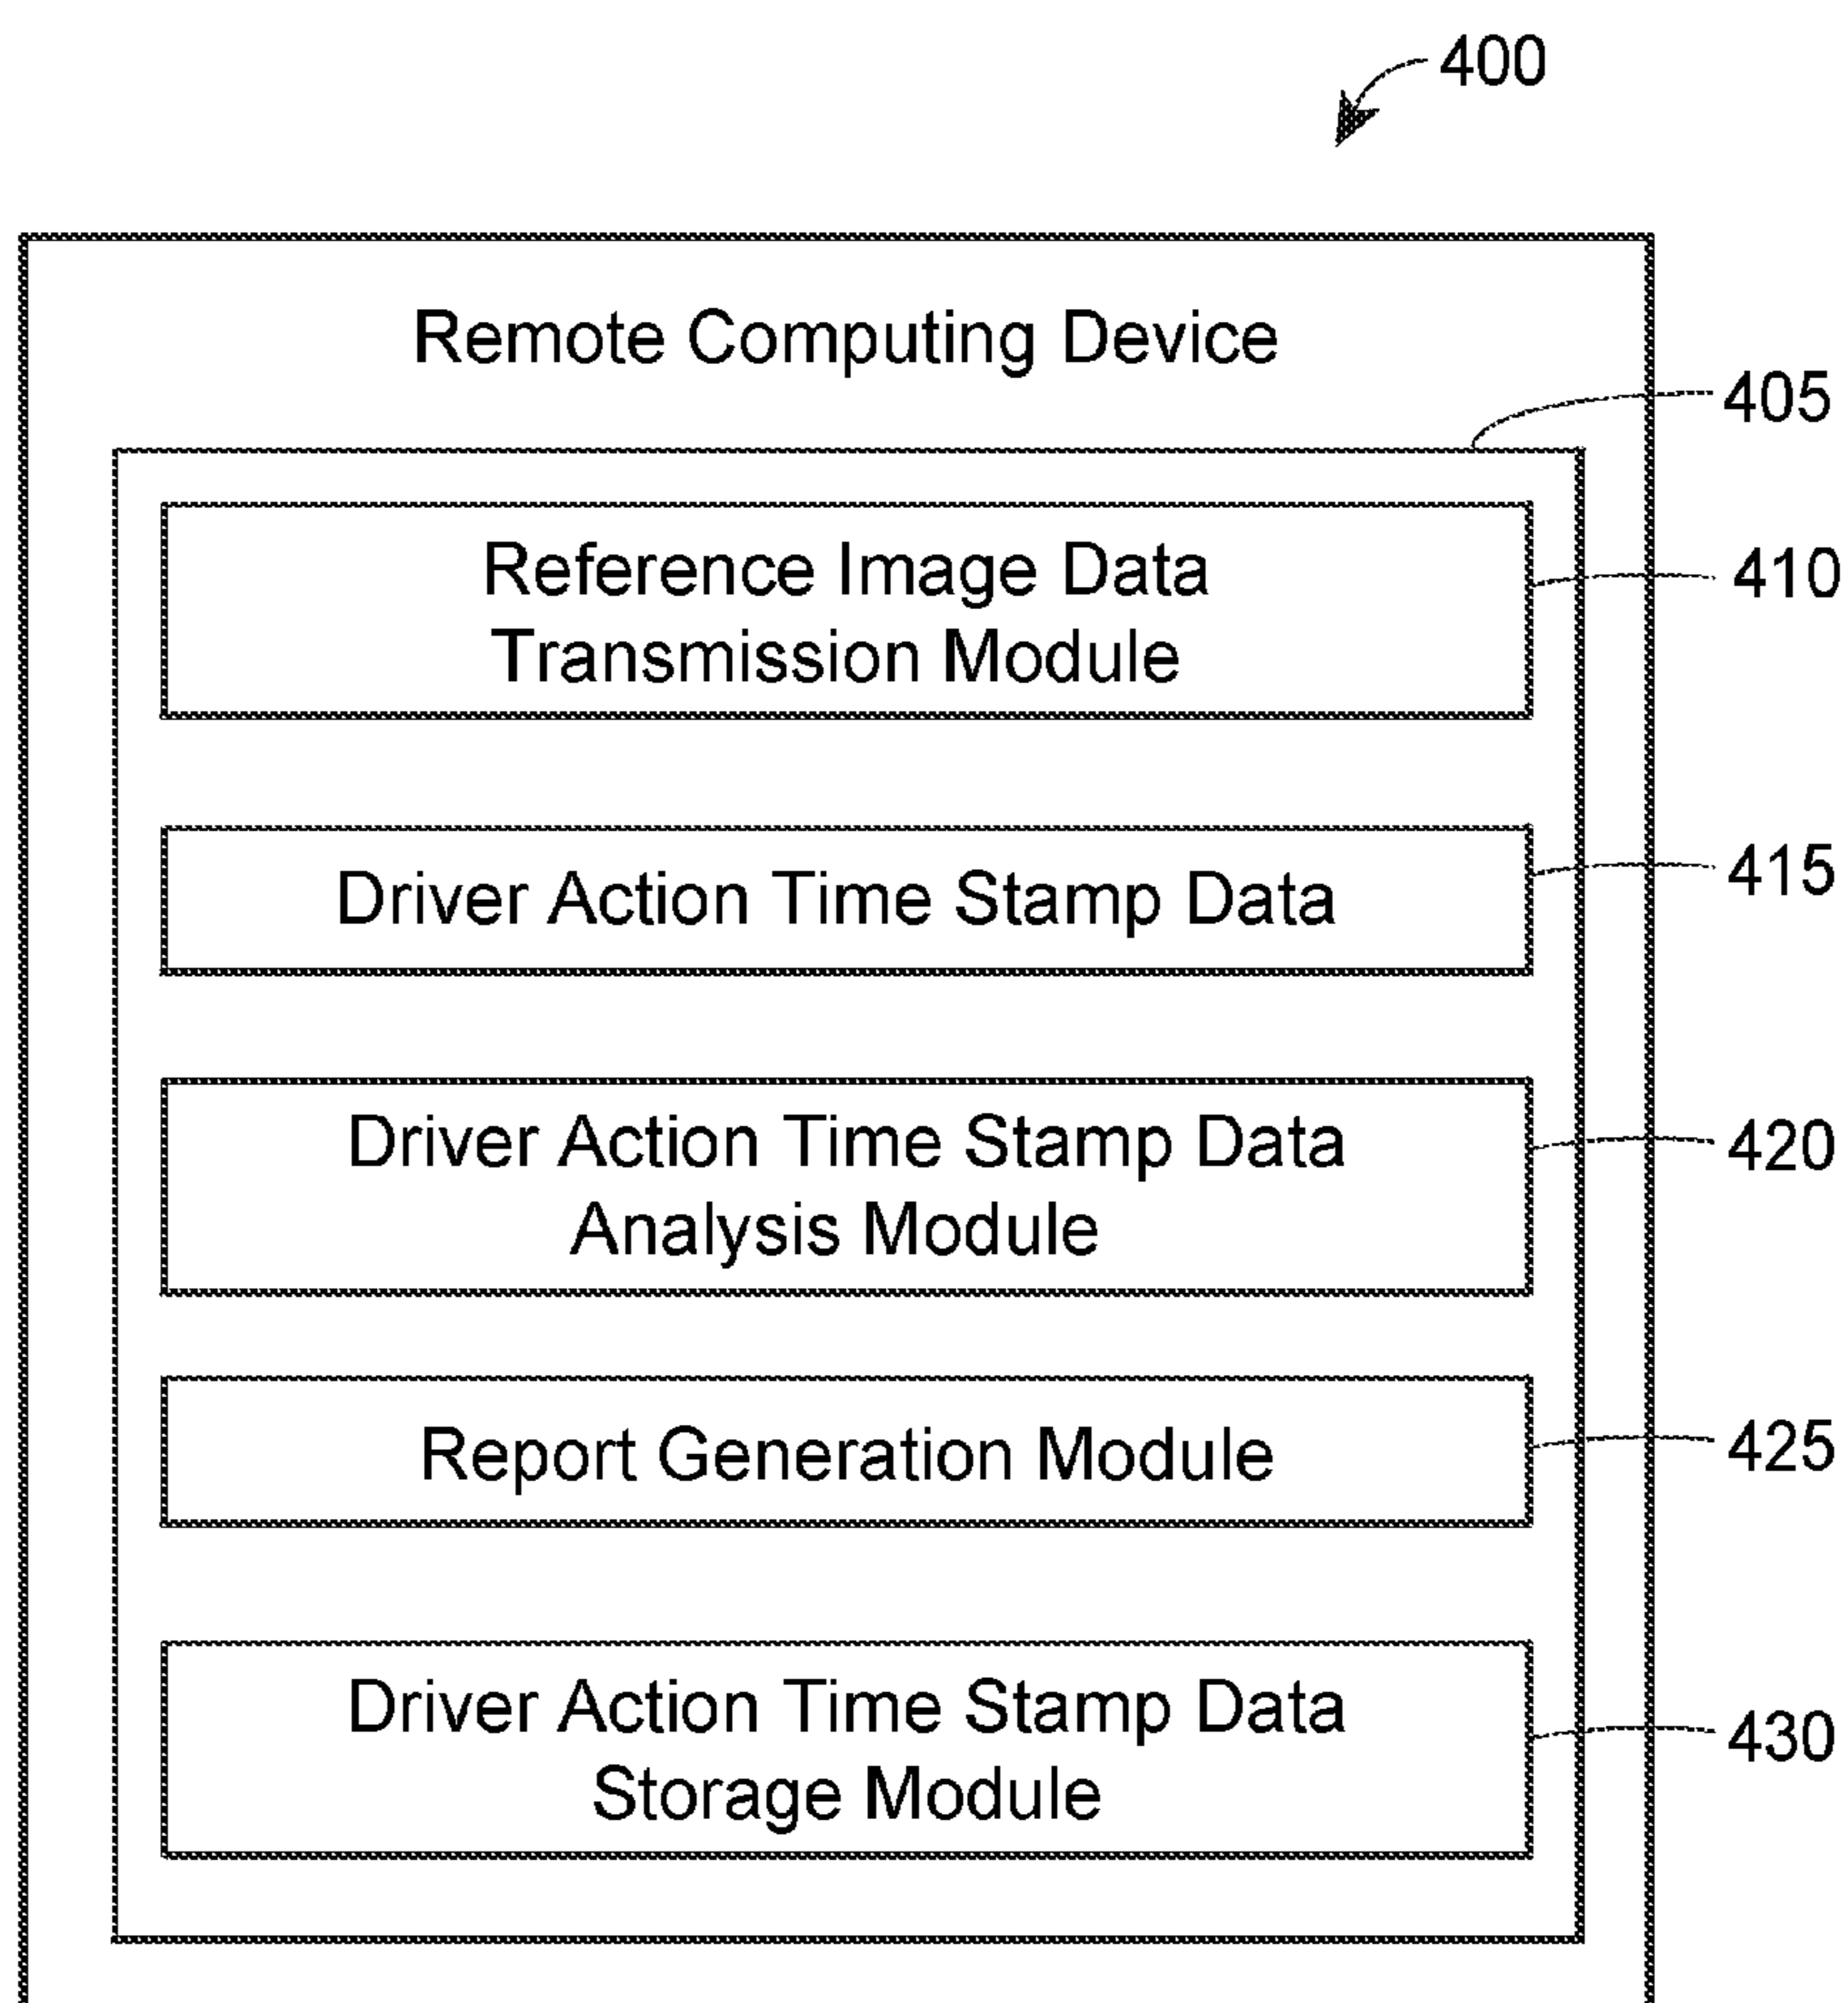 400
Remote Computing Device
405
Reference Image Data
Transmission Module
410
Driver Action Time Stamp Data
415
Driver Action Time Stamp Data
Analysis Module
420
Report Generation Module
425
Driver Action Time Stamp Data
Storage Module
430